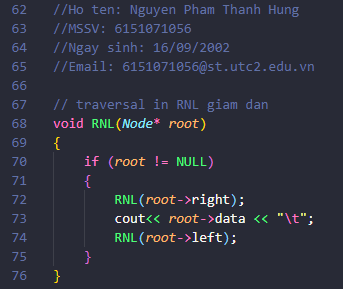 62 //Ho ten: Nguyen Pham Thanh Hung
63 //MSSV: 6151071056
64 //Ngay sinh: 16/09/2002
65 //Email: 6151071056@st.utc2.edu.vn
66
67 // traversal in RNL giam dan
68 void RNL(Node* root)
69 {
70     if (root != NULL)
71     {
72         RNL(root->right);
73         cout<< root->data << "\t";
74         RNL(root->left);
75     }
76 }